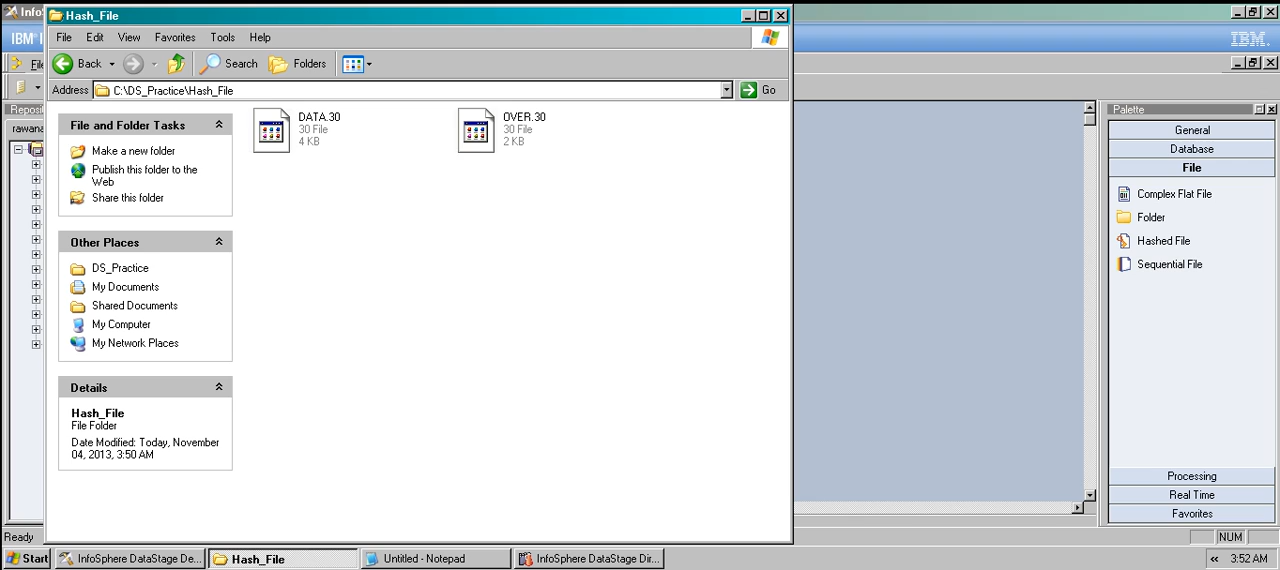 Info
Hash_File
IBM® I
IBM.
File
Edit
View
Favorites
Tools
Help
File
Back
Search
Folders
Address
C:\DS_Practice\Hash_File
Go
Reposi
rawana
File and Folder Tasks
Make a new folder
Publish this folder to the
Web
Share this folder
Other Places
DS_Practice
My Documents
Shared Documents
My Computer
My Network Places
Details
Hash_File
File Folder
Date Modified: Today, November
04, 2013, 3:50 AM
DATA.30
30 File
4 KB
OVER.30
30 File
2 KB
Palette
General
Database
File
Complex Flat File
Folder
Hashed File
Sequential File
Processing
Real Time
Favorites
Ready
NUM
Start
InfoSphere DataStage De...
Hash_File
Untitled - Notepad
InfoSphere DataStage Dir...
3:52 AM